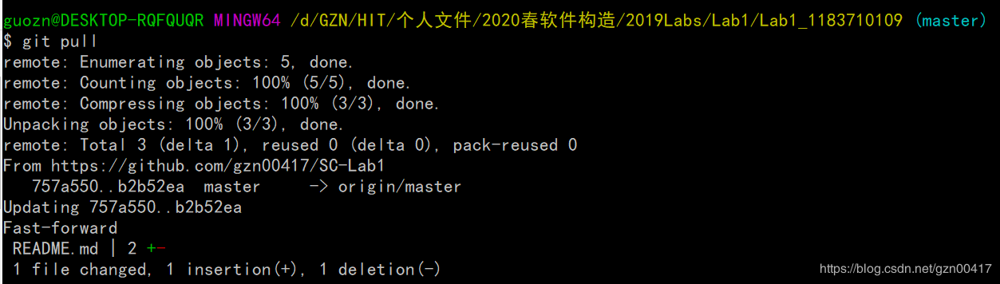 guozn@DESKTOP-RQFQUQR MINGW64 /d/GZN/HIT/个人文件/2020春软件构造/2019Labs/Lab1/Lab1_1183710109 (master)
$ git pull
remote: Enumerating objects: 5, done.
remote: Counting objects: 100% (5/5), done.
remote: Compressing objects: 100% (3/3), done.
Unpacking objects: 100% (3/3), done.
remote: Total 3 (delta 1), reused 0 (delta 0), pack-reused 0
From https://github.com/gzn00417/SC-Lab1
   757a550..b2b52ea  master     -> origin/master
Updating 757a550..b2b52ea
Fast-forward
 README.md | 2 +-
 1 file changed, 1 insertion(+), 1 deletion(-)
https://blog.csdn.net/gzn00417